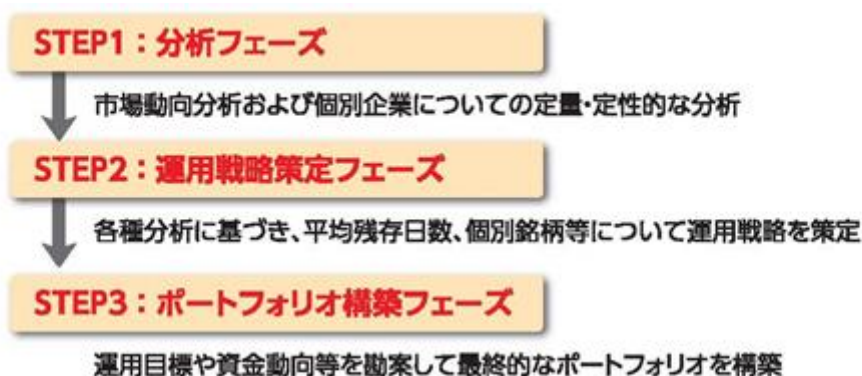 STEP1：分析フェーズ
市場動向分析および個別企業についての定量・定性的な分析
STEP2：運用戦略策定フェーズ
各種分析に基づき、平均残存日数、個別銘柄等について運用戦略を策定
STEP3：ポートフォリオ構築フェーズ
運用目標や資金動向等を勘案して最終的なポートフォリオを構築